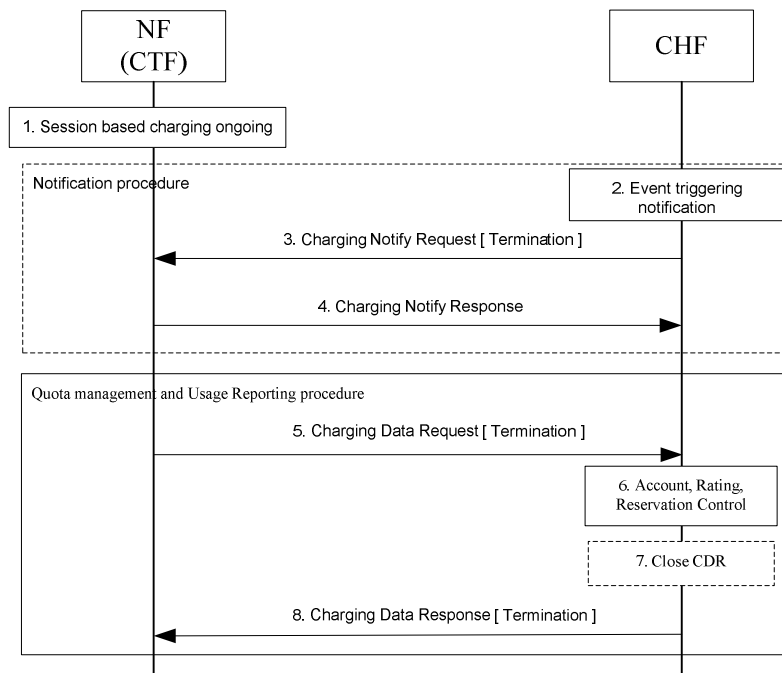 NF
(CTF)
CHF
1. Session based charging ongoing
Notification procedure
2. Event triggering
notification
3. Charging Notify Request [ Termination ]
4. Charging Notify Response
Quota management and Usage Reporting procedure
5. Charging Data Request [ Termination ]
6. Account, Rating,
Reservation Control
7. Close CDR
8. Charging Data Response [ Termination ]